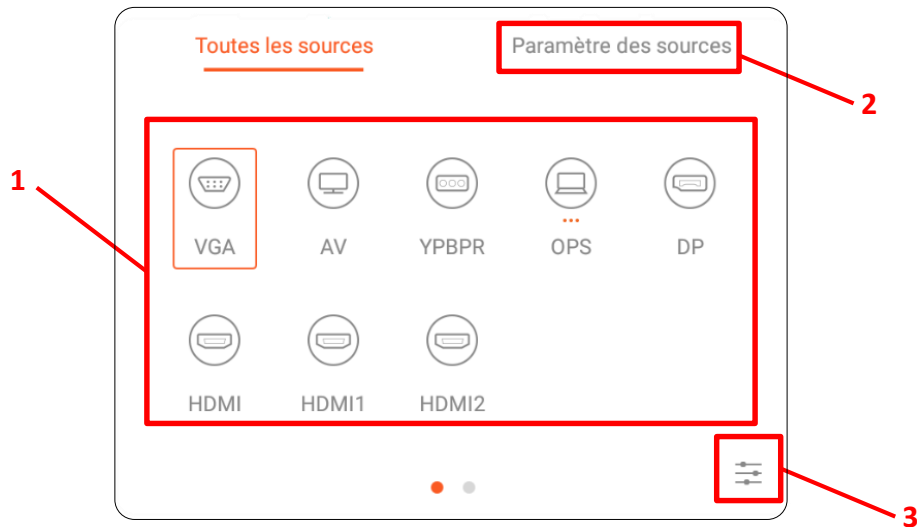 Toutes les sources
Paramètre des sources
2
1
VGA
AV
YPBPR
OPS
DP
HDMI
HDMI1
HDMI2
3